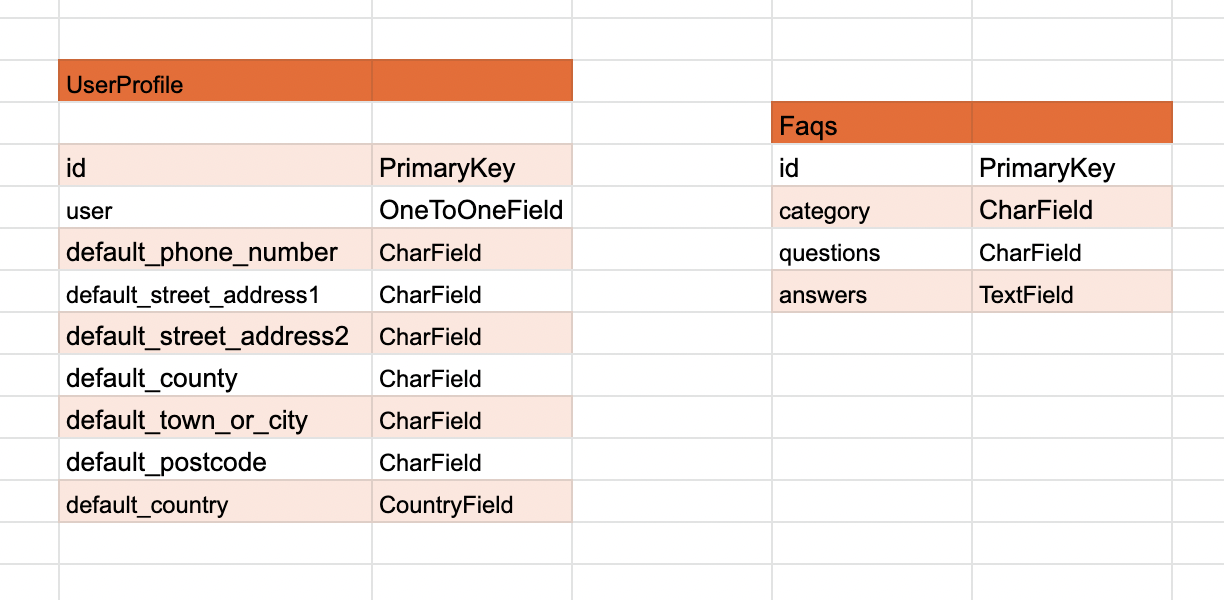 UserProfile
id PrimaryKey
user OneToOneField
default_phone_number CharField
default_street_address1 CharField
default_street_address2 CharField
default_county CharField
default_town_or_city CharField
default_postcode CharField
default_country CountryField
Faqs
id PrimaryKey
category CharField
questions CharField
answers TextField